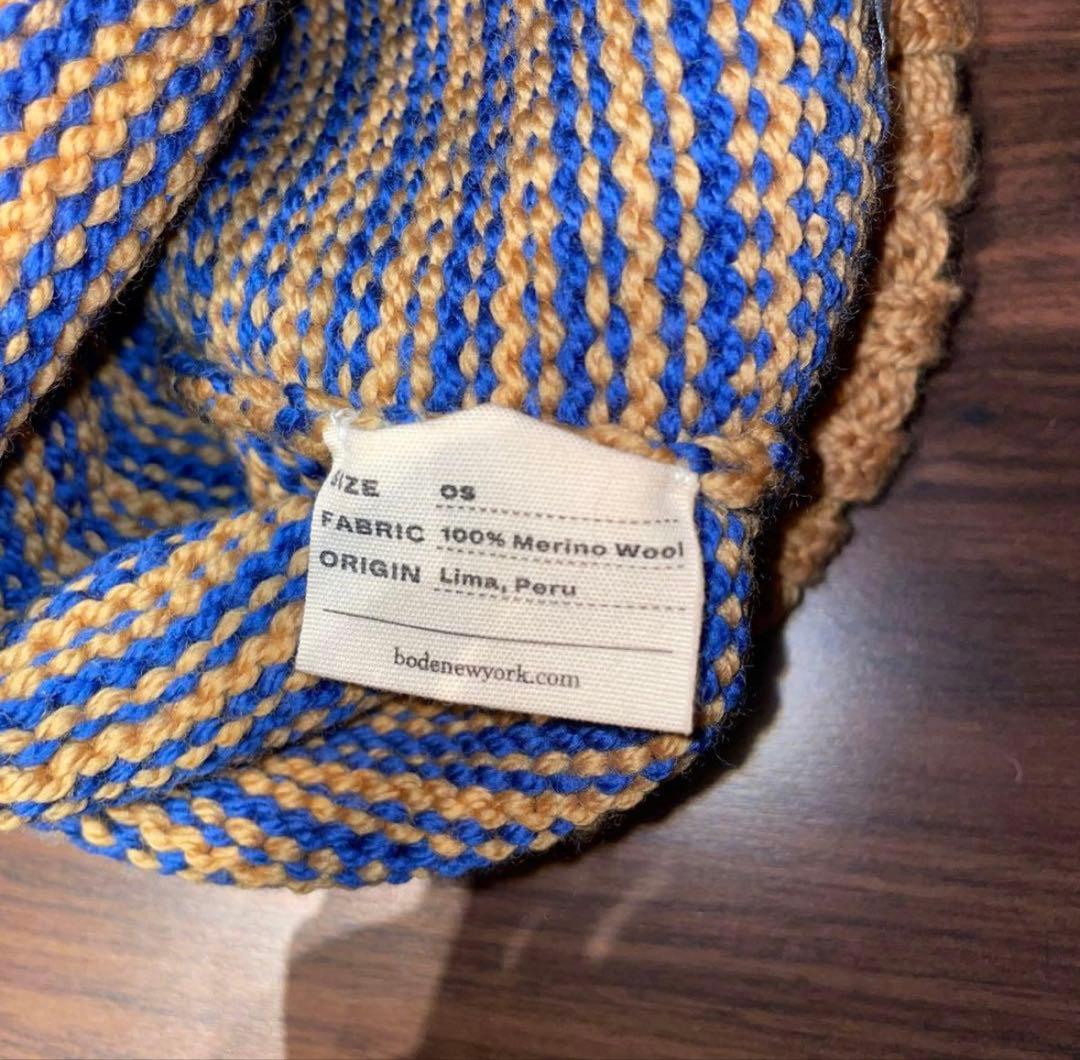 SIZE os
FABRIC 100% Merino Wool
ORIGIN Lima, Peru
bodenewyork.com